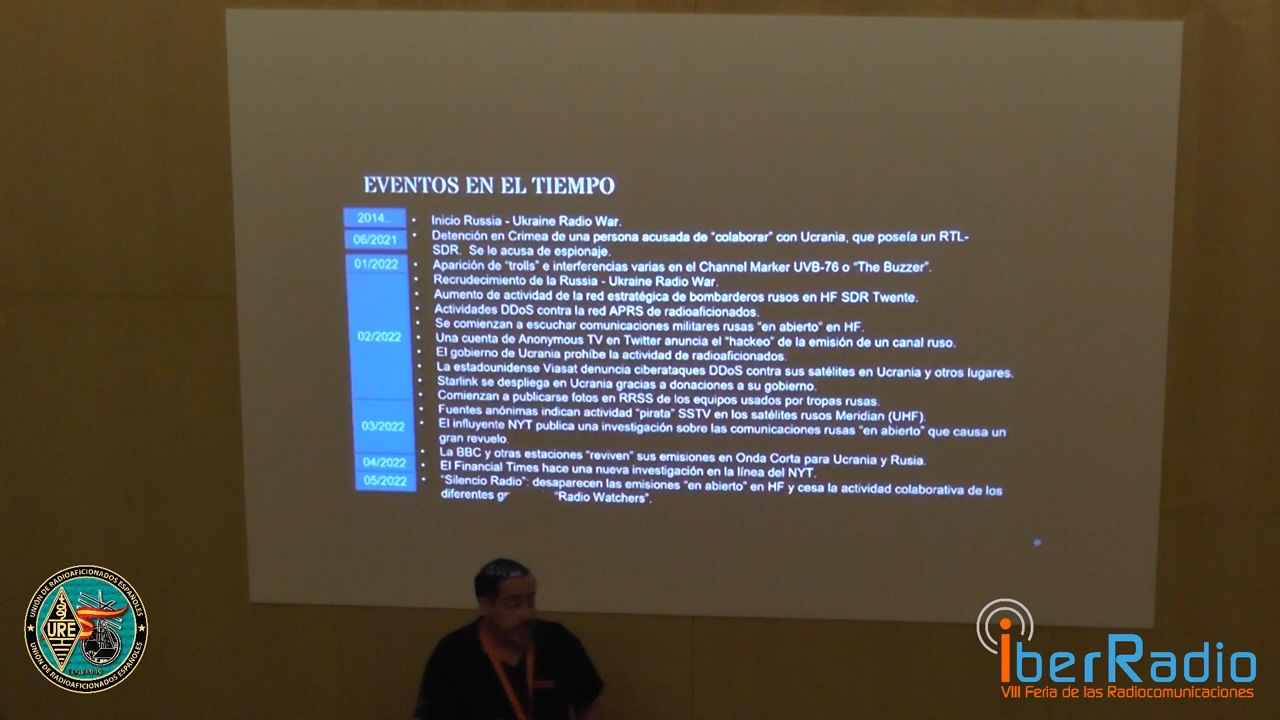 EVENTOS EN EL TIEMPO
2014..
• Inicio Russia - Ukraine Radio War.
06/2021
• Detención en Crimea de una persona acusada de “colaborar” con Ucrania, que poseía un RTL-
SDR. Se le acusa de espionaje.
01/2022
• Aparición de “trolls” e interferencias varias en el Channel Marker UVB-76 o “The Buzzer”.
02/2022
• Recrudecimiento de la Russia - Ukraine Radio War.
• Aumento de actividad de la red estratégica de bombarderos rusos en HF SDR Twente.
• Actividades DDoS contra la red APRS de radioaficionados.
• Se comienzan a escuchar comunicaciones militares rusas “en abierto” en HF.
• Una cuenta de Anonymous TV en Twitter anuncia el “hackeo” de la emisión de un canal ruso.
• El gobierno de Ucrania prohíbe la actividad de radioaficionados.
• La estadounidense Viasat denuncia ciberataques DDoS contra sus satélites en Ucrania y otros lugares.
• Starlink se despliega en Ucrania gracias a donaciones a su gobierno.
• Comienzan a publicarse fotos en RRSS de los equipos usados por tropas rusas.
03/2022
• Fuentes anónimas indican actividad “pirata” SSTV en los satélites rusos Meridian (UHF).
• El influyente NYT publica una investigación sobre las comunicaciones rusas “en abierto” que causa un
gran revuelo.
• La BBC y otras estaciones “reviven” sus emisiones en Onda Corta para Ucrania y Rusia.
04/2022
• El Financial Times hace una nueva investigación en la línea del NYT.
05/2022
• “Silencio Radio”: desaparecen las emisiones “en abierto” en HF y cesa la actividad colaborativa de los
diferentes “Radio Watchers”.
UNIÓN DE RADIOAFICIONADOS ESPAÑOLES
URE
UNIÓN DE RADIOAFICIONADOS ESPAÑOLES
iberRadio
VIII Feria de las Radiocomunicaciones